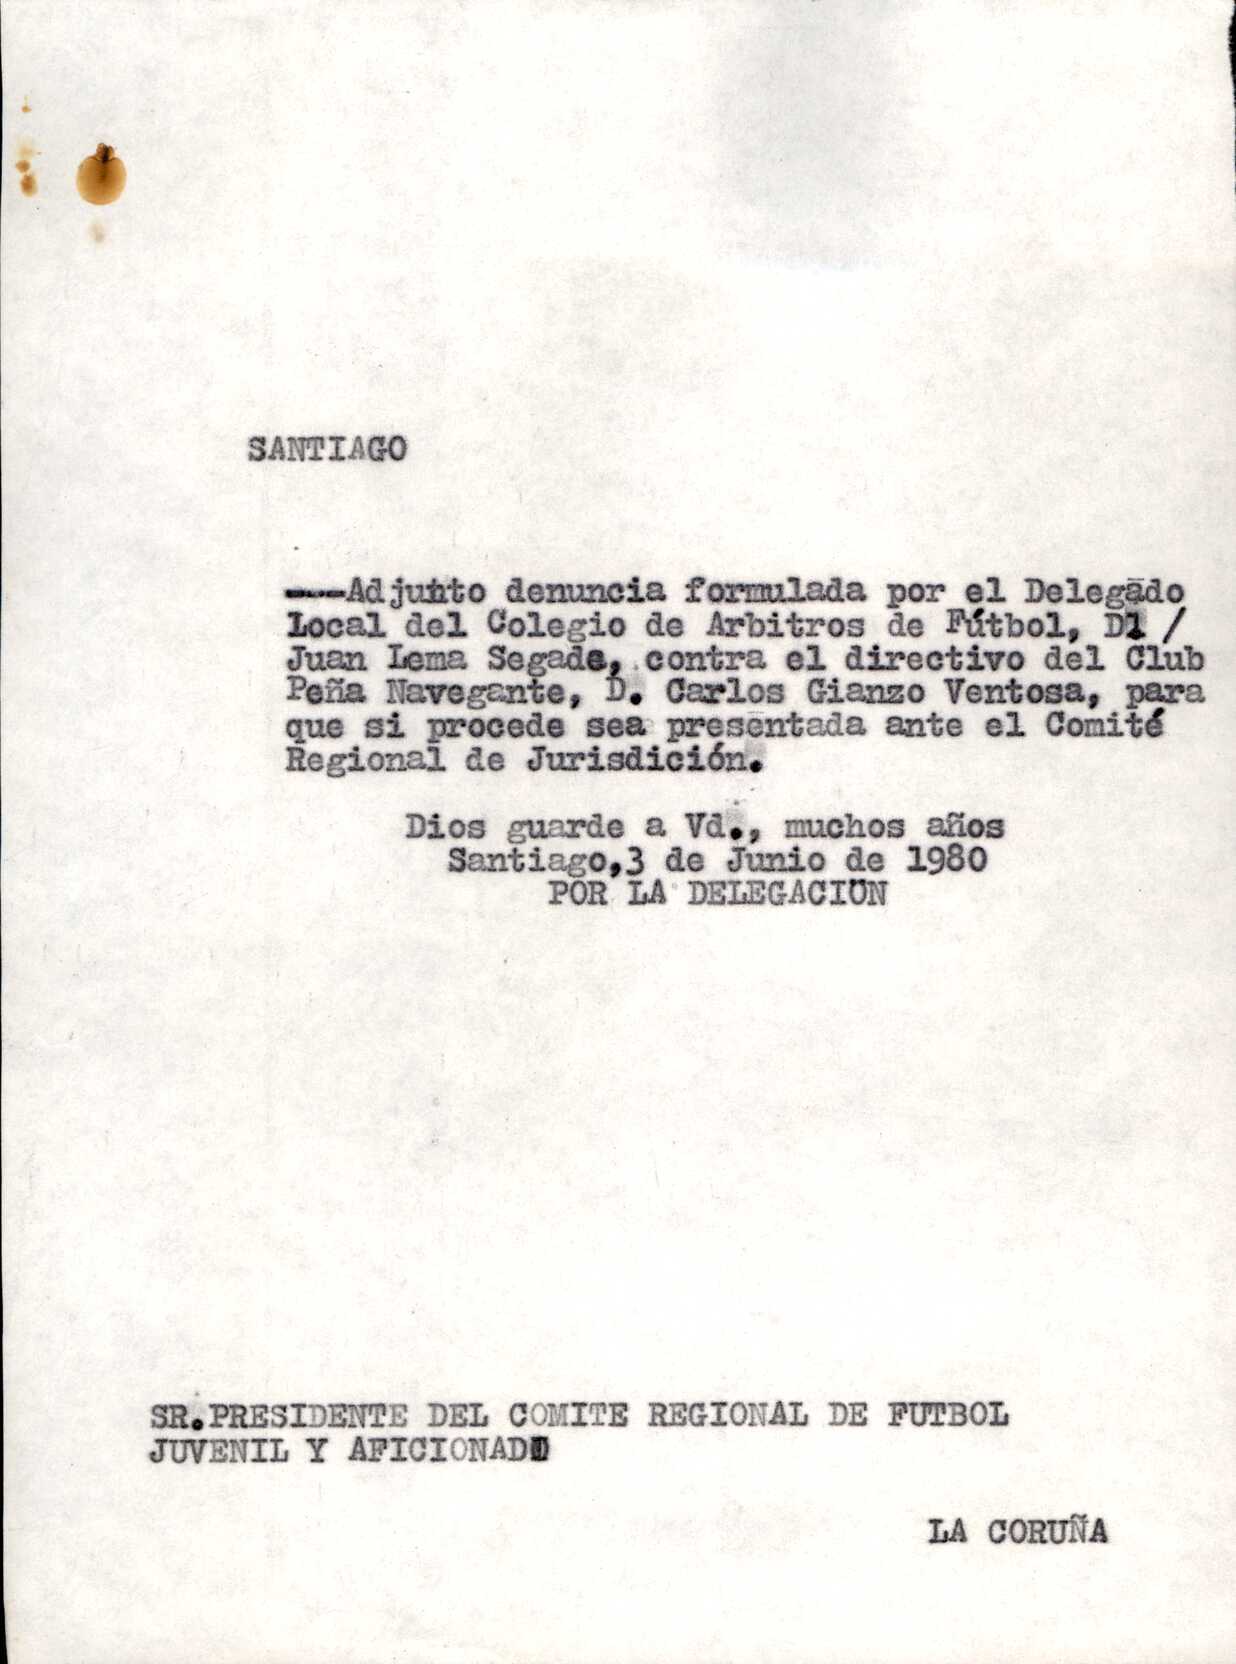 SANTIAGO
---Adjunto denuncia formulada por el Delegado
Local del Colegio de Arbitros de Fútbol, D1 /
Juan Lema Segade, contra el directivo del Club
Peña Navegante, D. Carlos Gianzo Ventosa, para
que si procede sea presentada ante el Comité
Regional de Jurisdición.
Dios guarde a Vd., muchos años
Santiago,3 de Junio de 1980
POR LA DELEGACIÓN
SR.PRESIDENTE DEL COMITE REGIONAL DE FUTBOL
JUVENIL Y AFICIONADO
LA CORUÑA